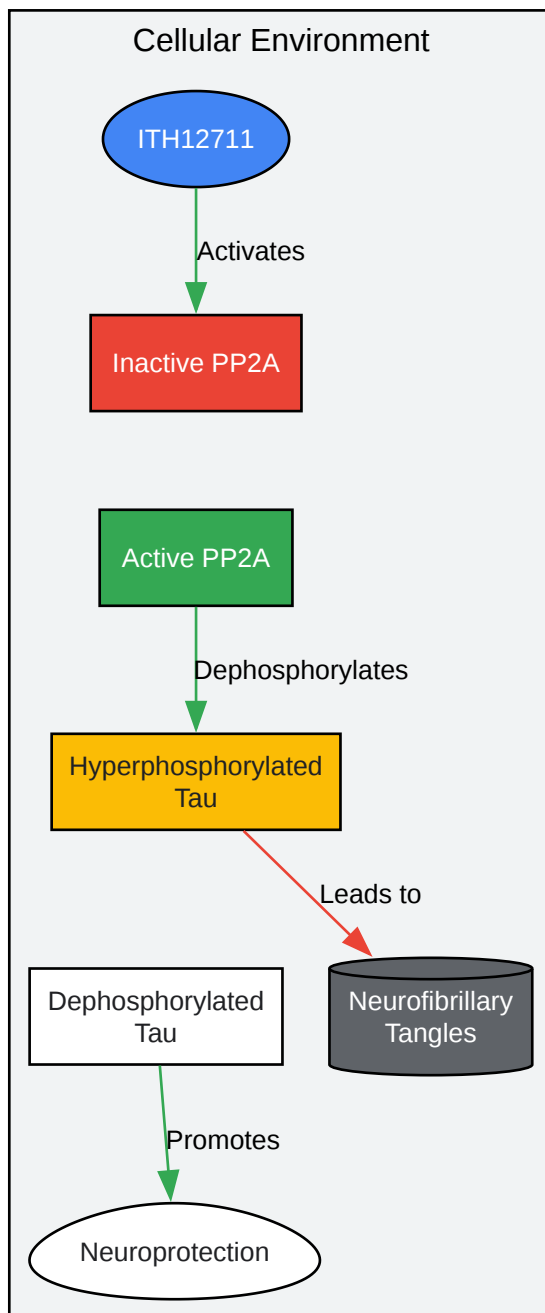 Cellular Environment
ITH12711
Activates
Inactive PP2A
Active PP2A
Dephosphorylates
Hyperphosphorylated
Tau
Leads to
Dephosphorylated
Tau
Neurofibrillary
Tangles
Promotes
Neuroprotection